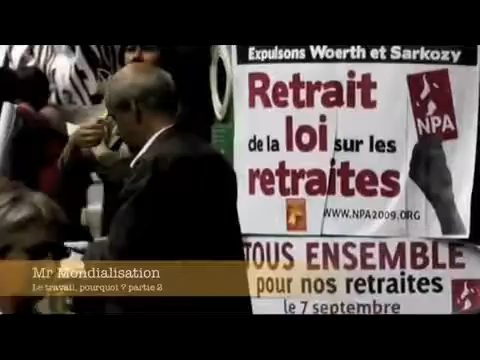 Expulsons Woerth et Sarkozy
Retrait
de la loi sur les
retraites
NPA
WWW.NPA2009.ORG
TOUS ENSEMBLE
pour nos retraites
le 7 septembre
Mr Mondialisation
Le travail, pourquoi ? partie 2